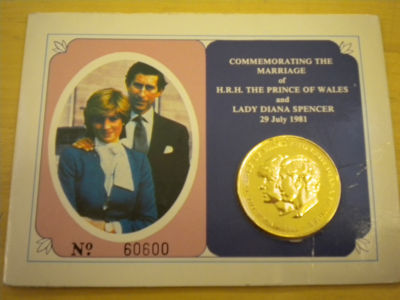 COMMEMORATING THE
MARRIAGE
of
H.R.H. THE PRINCE OF WALES
and
LADY DIANA SPENCER
29 July 1981
Nº 60600